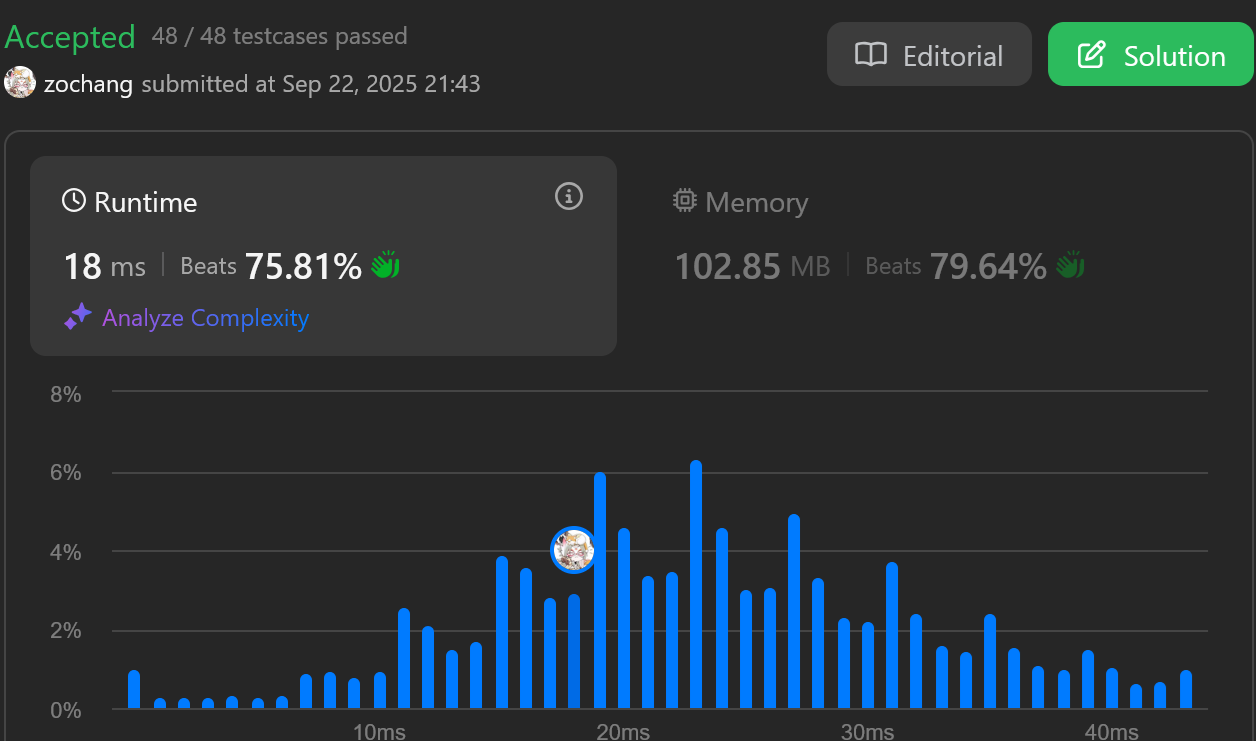 Accepted 48 / 48 testcases passed
Editorial
Solution
zochang submitted at Sep 22, 2025 21:43
Runtime
18 ms | Beats 75.81%
Analyze Complexity
Memory
102.85 MB | Beats 79.64%
8%
6%
4%
2%
0%
10ms 20ms 30ms 40ms